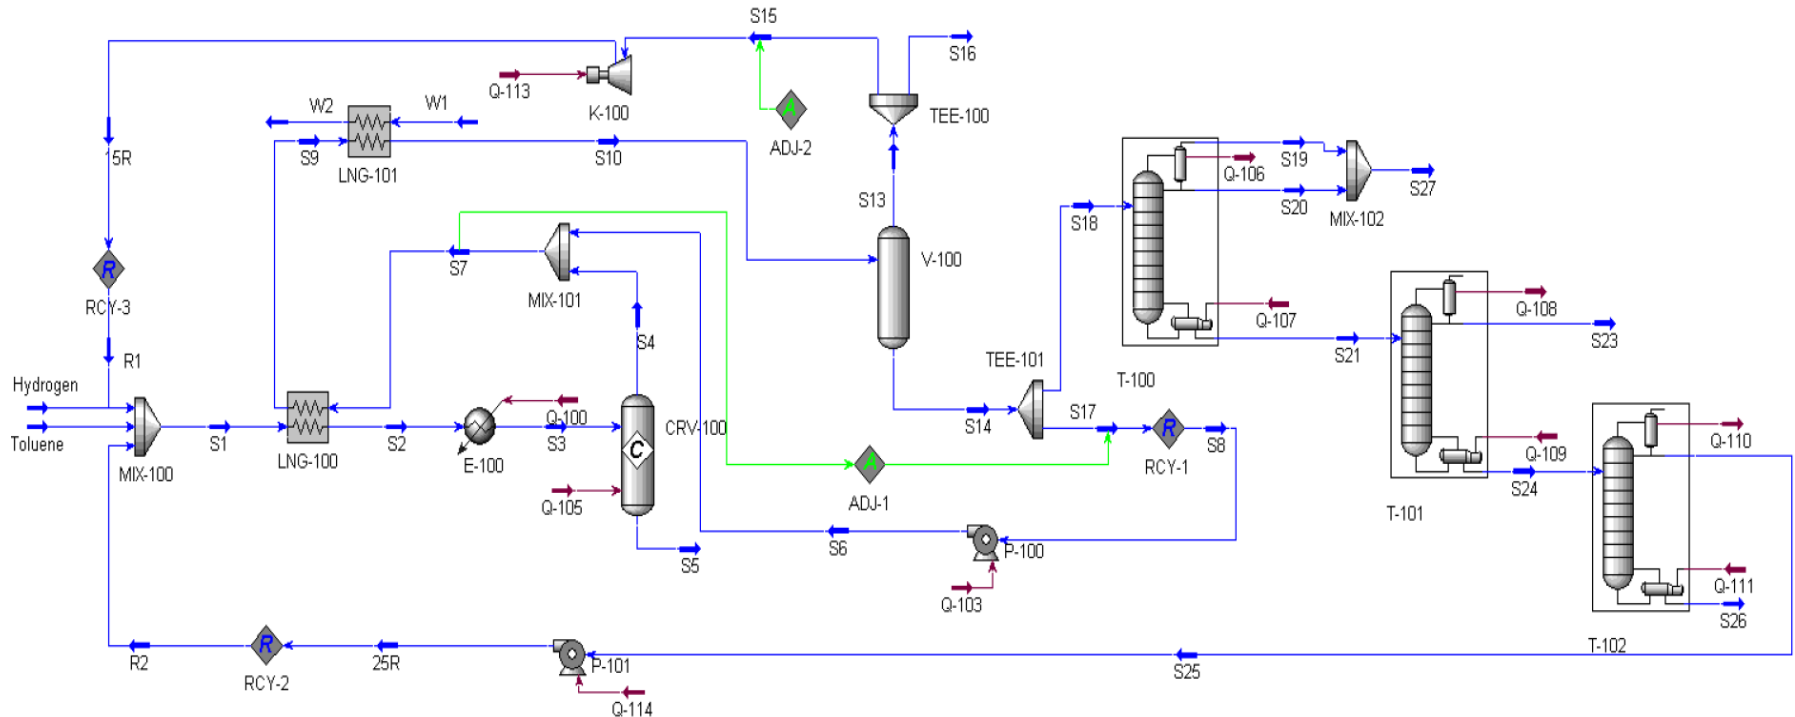 S15
S16
Q-113
K-100
TEE-100
W2
W1
A
ADJ-2
15R
S9
LNG-101
S10
S13
S18
Q-106
S19
S20
S27
MIX-102
R
RCY-3
S7
MIX-101
V-100
Q-107
S21
Q-108
S23
R1
S4
TEE-101
T-100
Hydrogen
Toluene
MIX-100
S1
LNG-100
S2
Q-100
E-100
S3
C
CRV-100
S14
S17
R
RCY-1
S8
Q-110
Q-109
S24
T-101
A
ADJ-1
Q-105
S5
S6
P-100
Q-103
Q-111
S26
T-102
R2
R
RCY-2
25R
P-101
Q-114
S25